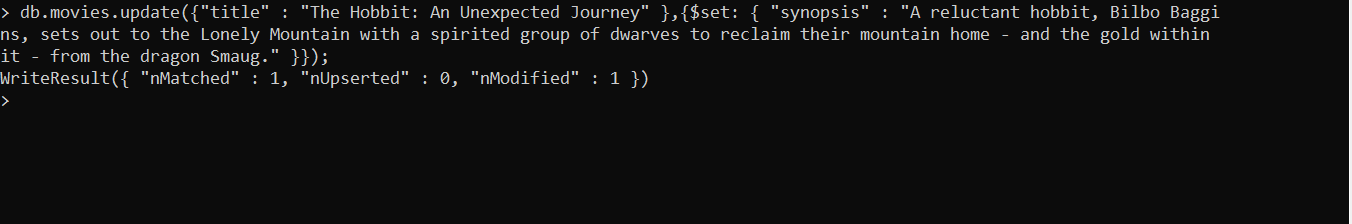 > db.movies.update({"title" : "The Hobbit: An Unexpected Journey" },{$set: { "synopsis" : "A reluctant hobbit, Bilbo Baggi
ns, sets out to the Lonely Mountain with a spirited group of dwarves to reclaim their mountain home - and the gold within
it - from the dragon Smaug." }});
WriteResult({ "nMatched" : 1, "nUpserted" : 0, "nModified" : 1 })
>